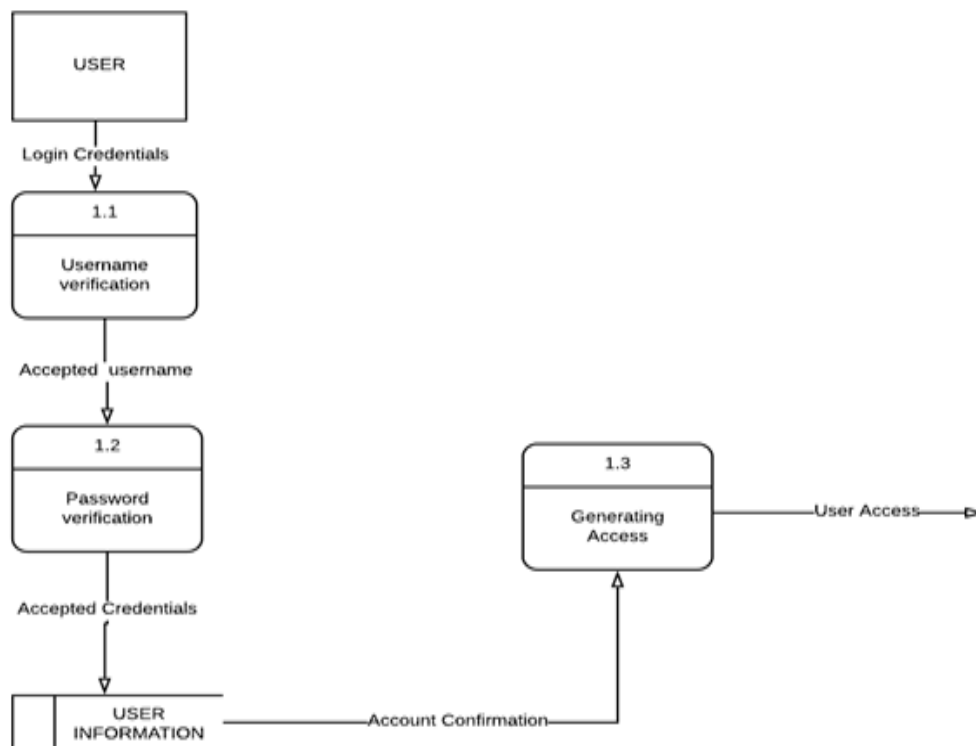 USER
Login Credentials
1.1
Username
verification
Accepted username
1.2
Password
verification
Accepted Credentials
USER
INFORMATION
Account Confirmation
1.3
Generating
Access
User Access